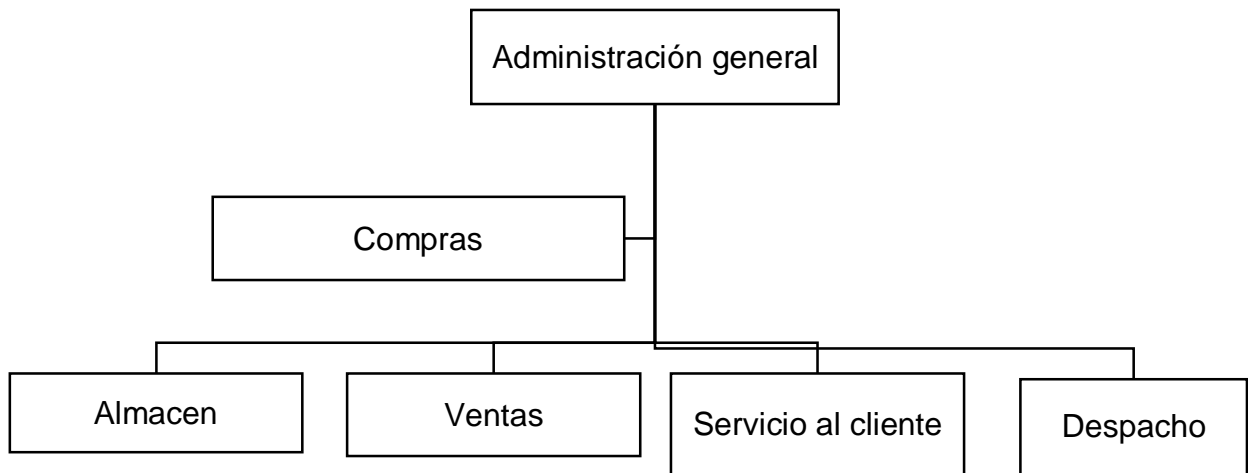 Administración general
Compras
Almacen
Ventas
Servicio al cliente
Despacho